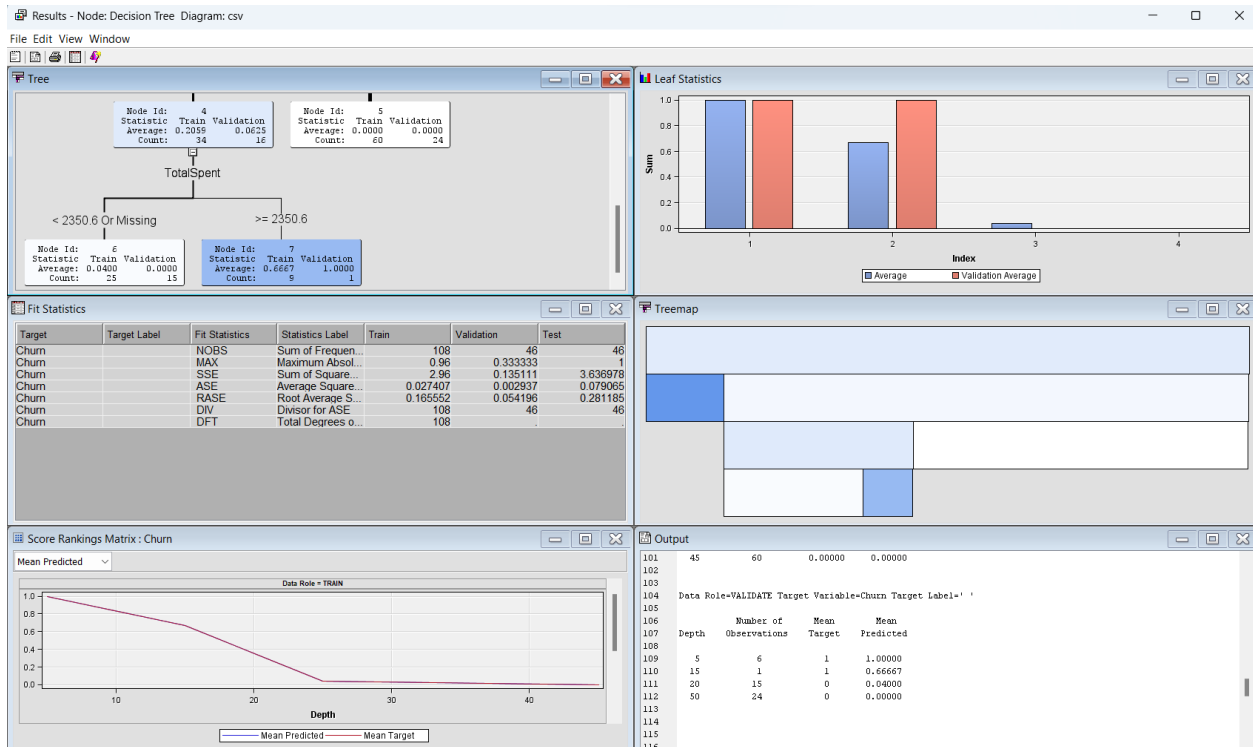 Results - Node: Decision Tree Diagram: csv
File Edit View Window
Tree
Node Id: 4
Statistic Train Validation
Average: 0.2059 0.0625
Count: 34 16
Node Id: 5
Statistic Train Validation
Average: 0.0000 0.0000
Count: 60 24
TotalSpent
< 2350.6 Or Missing
>= 2350.6
Node Id: 6
Statistic Train Validation
Average: 0.0400 0.0000
Count: 25 15
Node Id: 7
Statistic Train Validation
Average: 0.6667 1.0000
Count: 9 1
Leaf Statistics
1.0
0.8
0.6
0.4
0.2
0.0
Sum
1 2 3 4
Index
Average Validation Average
Fit Statistics
Target Target Label Fit Statistics Statistics Label Train Validation Test
Churn NOBS Sum of Frequen... 108 46 46
Churn MAX Maximum Absol... 0.96 0.333333 1
Churn SSE Sum of Square... 2.96 0.135111 3.636978
Churn ASE Average Square... 0.027407 0.002937 0.079065
Churn RASE Root Average S... 0.165552 0.054196 0.281185
Churn DIV Divisor for ASE 108 46 46
Churn DFT Total Degrees o... 108 . .
Treemap
Score Rankings Matrix : Churn
Mean Predicted
Data Role = TRAIN
1.0
0.8
0.6
0.4
0.2
0.0
10 20 30 40
Depth
Mean Predicted Mean Target
Output
101 45 60 0.00000 0.00000
102
103
104 Data Role=VALIDATE Target Variable=Churn Target Label=' '
105
106 Number of Mean Mean
107 Depth Observations Target Predicted
108
109 5 6 1 1.00000
110 15 1 1 0.66667
111 20 15 0 0.04000
112 50 24 0 0.00000
113
114
115
116